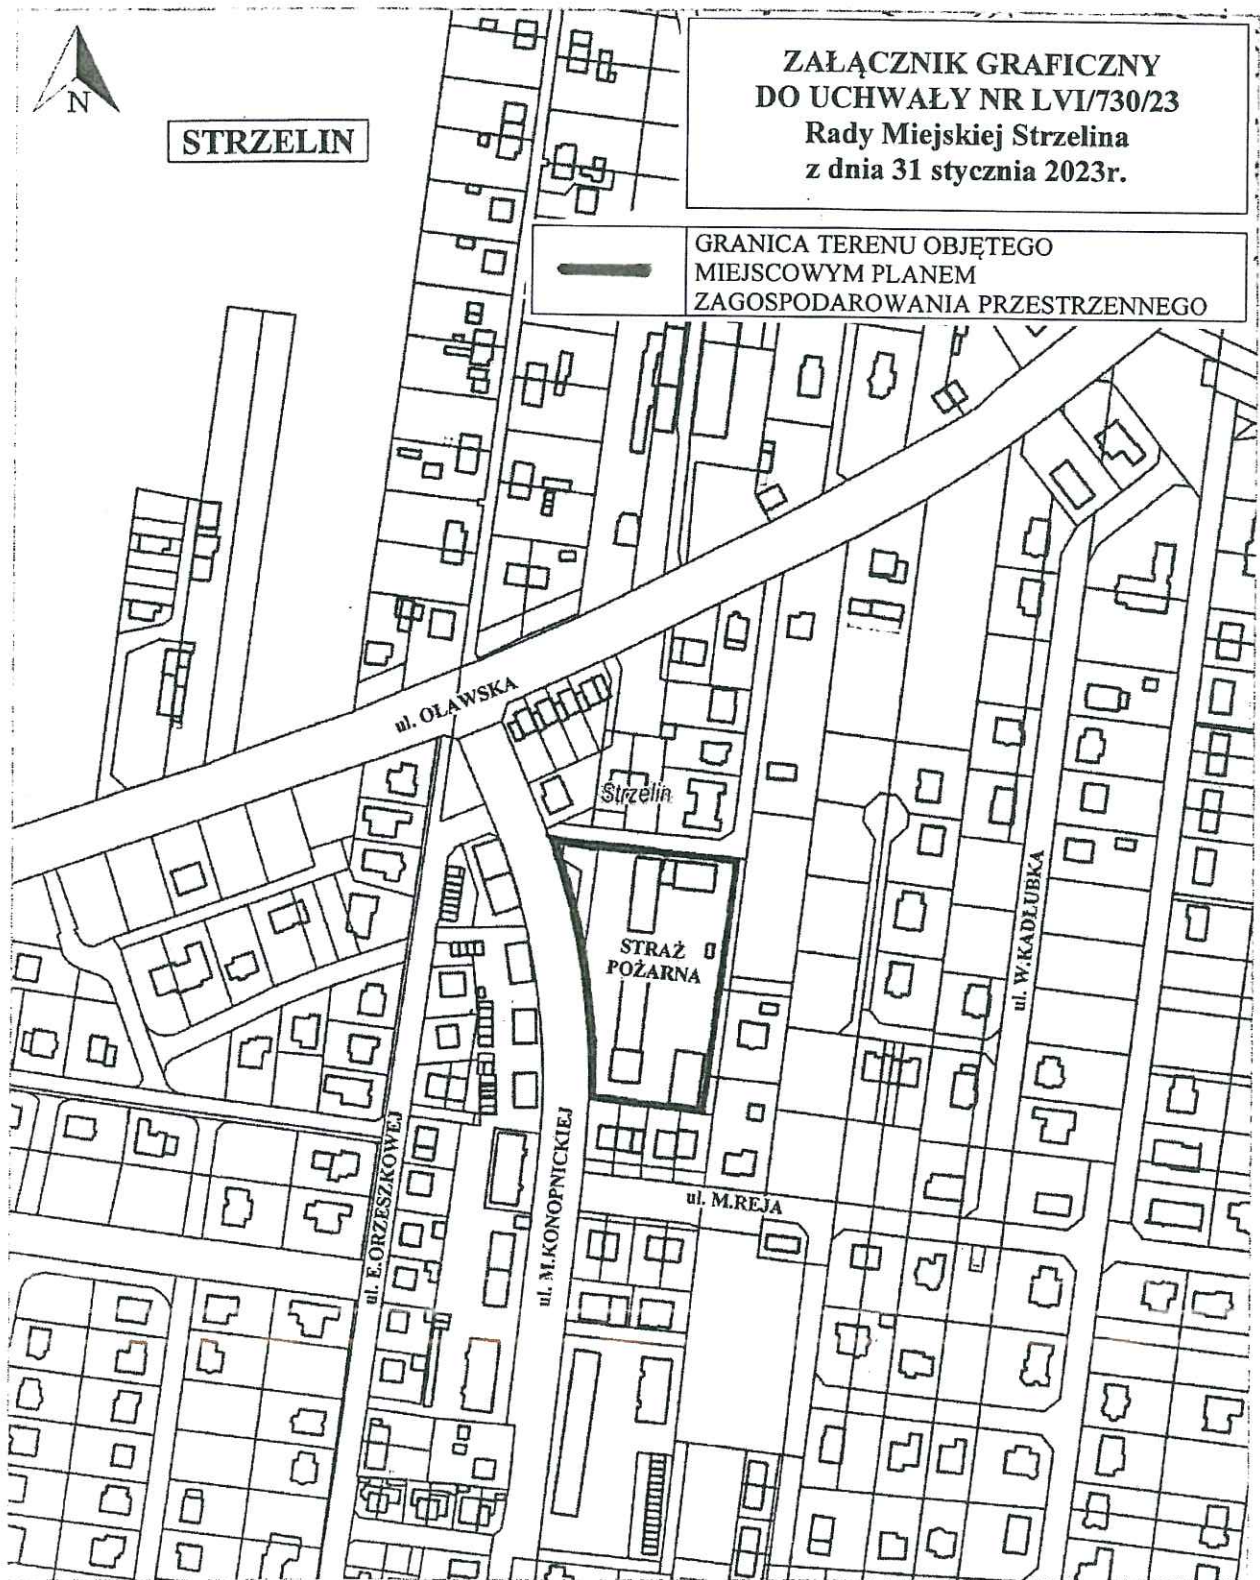 N
STRZELIN
ZAŁĄCZNIK GRAFICZNY
DO UCHWAŁY NR LVI/730/23
Rady Miejskiej Strzelina
z dnia 31 stycznia 2023r.
GRANICA TERENU OBJĘTEGO
MIEJSCOWYM PLANEM
ZAGOSPODAROWANIA PRZESTRZENNEGO
ul. OŁAWSKA
Strzelin
STRAŻ
POŻARNA
ul. W.KADŁUBKA
ul. E.ORZESZKOWEJ
ul. M.KONOPNICKIEJ
ul. M.REJA